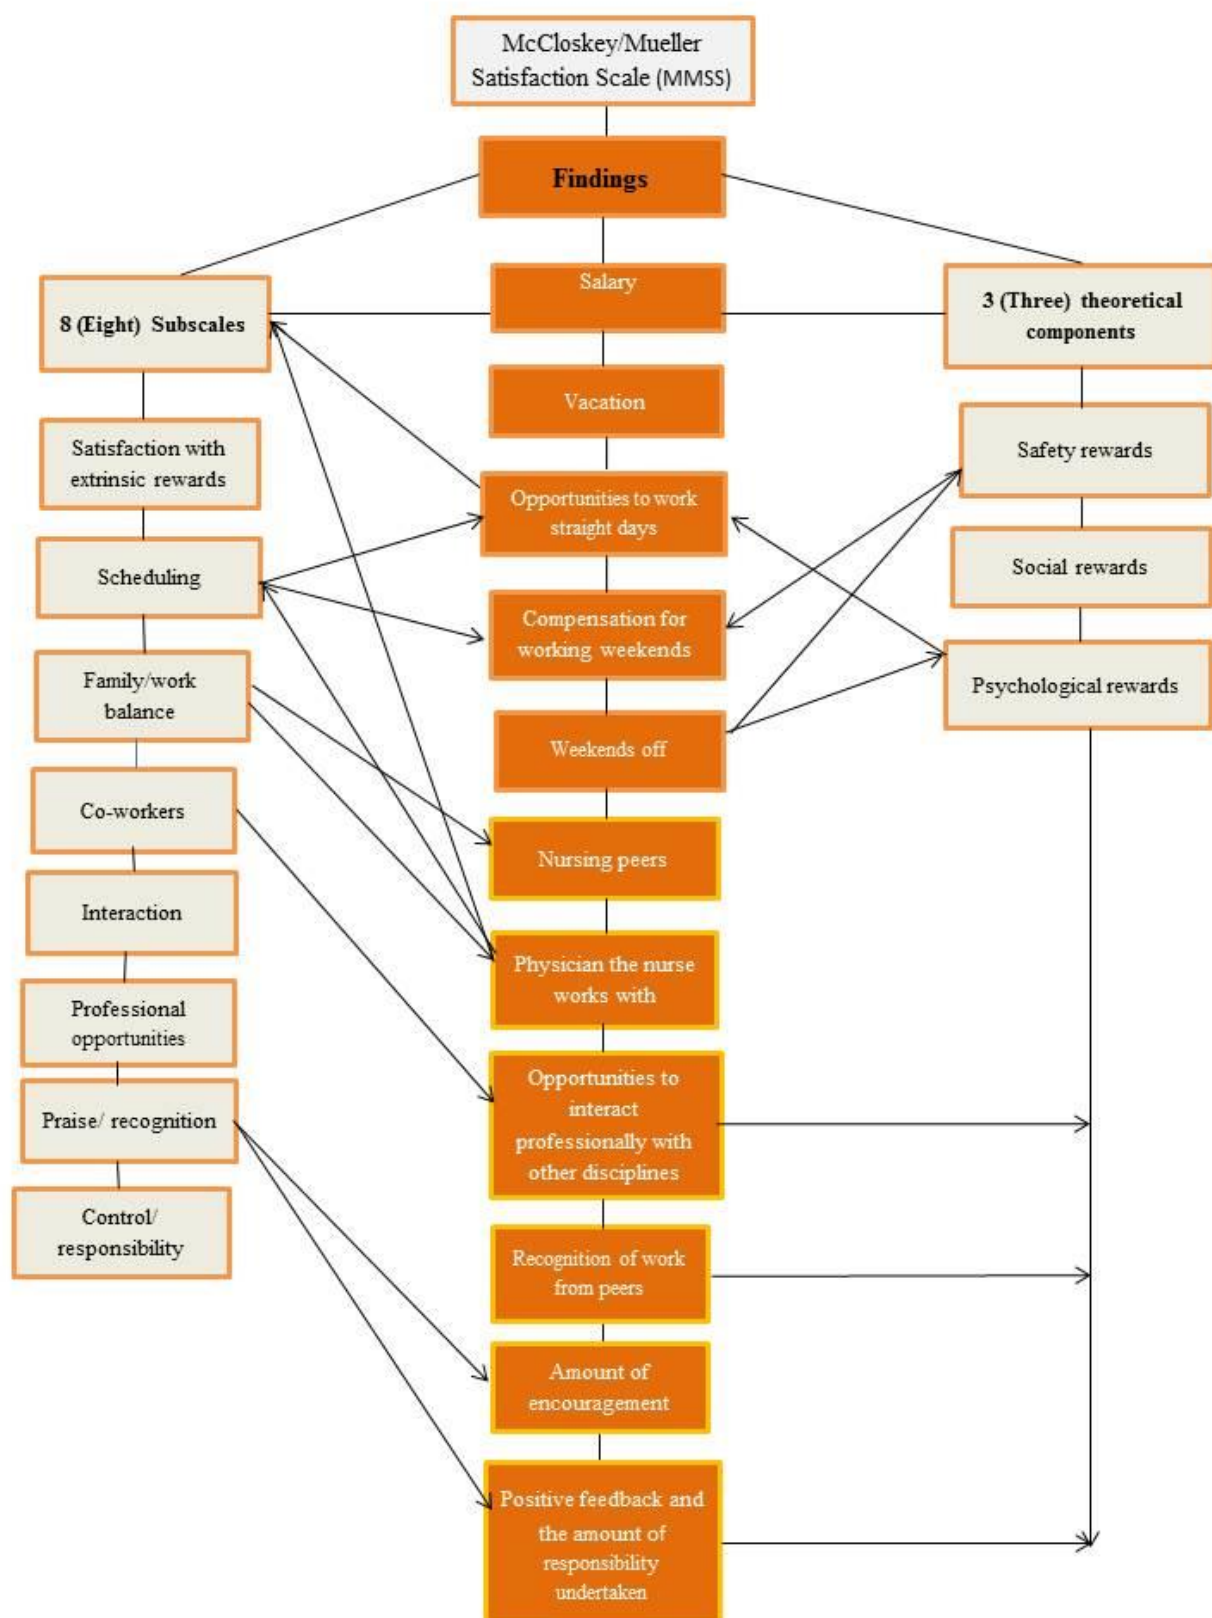 McCloskey/Mueller
Satisfaction Scale (MMSS)
Findings
8 (Eight) Subscales
Satisfaction with
extrinsic rewards
Scheduling
Family/work
balance
Co-workers
Interaction
Professional
opportunities
Praise/ recognition
Control/
responsibility
Salary
Vacation
Opportunities to work
straight days
Compensation for
working weekends
Weekends off
Nursing peers
Physician the nurse
works with
Opportunities to
interact
professionally with
other disciplines
Recognition of work
from peers
Amount of
encouragement
Positive feedback and
the amount of
responsibility
undertaken
3 (Three) theoretical
components
Safety rewards
Social rewards
Psychological rewards